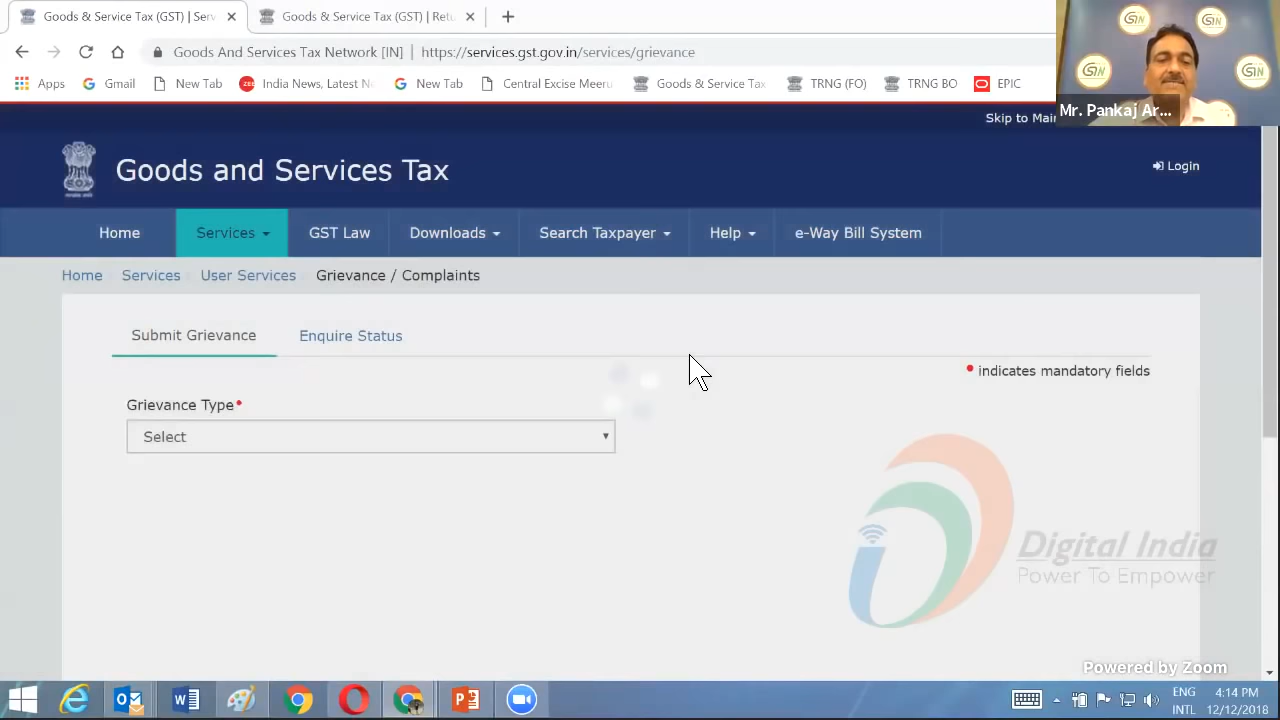 Goods & Service Tax (GST) | Serv
Goods & Service Tax (GST) | Retu
Goods And Services Tax Network [IN] | https://services.gst.gov.in/services/grievance
Apps Gmail New Tab India News, Latest N New Tab Central Excise Meeru Goods & Service Tax TRNG (FO) TRNG BO EPIC
Mr. Pankaj Ar...
Skip to Mai
Goods and Services Tax
Login
Home Services GST Law Downloads Search Taxpayer Help e-Way Bill System
Home Services User Services Grievance / Complaints
Submit Grievance Enquire Status
• indicates mandatory fields
Grievance Type•
Select
Digital India
Power To Empower
Powered by Zoom
ENG 4:14 PM
INTL 12/12/2018